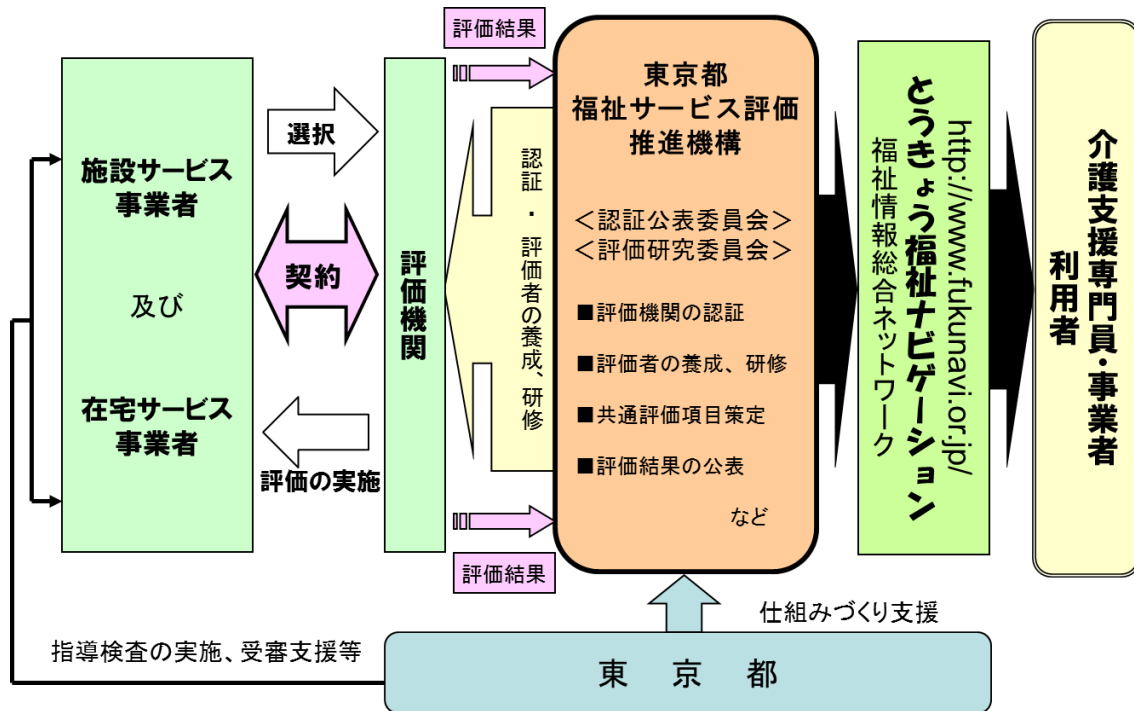 評価結果
施設サービス
事業者
及び
在宅サービス
事業者
選択
契約
評価の実施
評価機関
認証・評価者の養成、研修
評価結果
東京都
福祉サービス評価
推進機構
＜認証公表委員会＞
＜評価研究委員会＞
■評価機関の認証
■評価者の養成、研修
■共通評価項目策定
■評価結果の公表
など
http://www.fukunavi.or.jp/
とうきょう福祉ナビゲーション
福祉情報総合ネットワーク
介護支援専門員・事業者
利用者
仕組みづくり支援
指導検査の実施、受審支援等
東京都